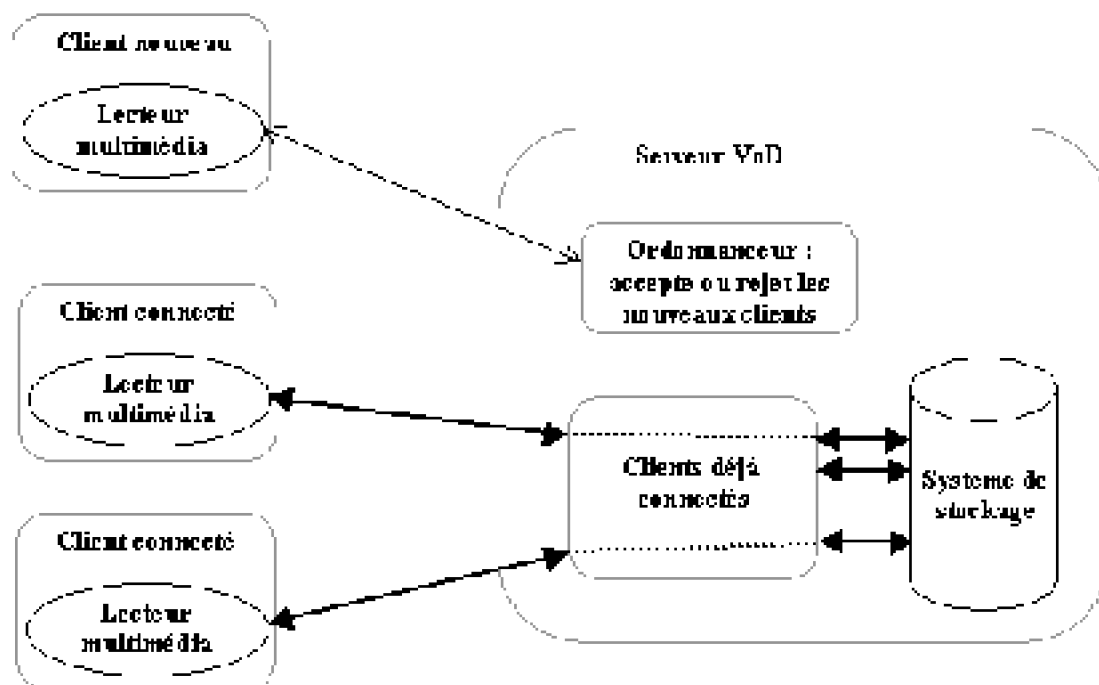 Client nouveau
Lecteur
multimédia
Serveur VoD
Ordonnanceur :
accepte ou rejet les
nouveaux clients
Client connecté
Lecteur
multimédia
Clients déjà
connectés
Systeme de
stockage
Client connecté
Lecteur
multimédia